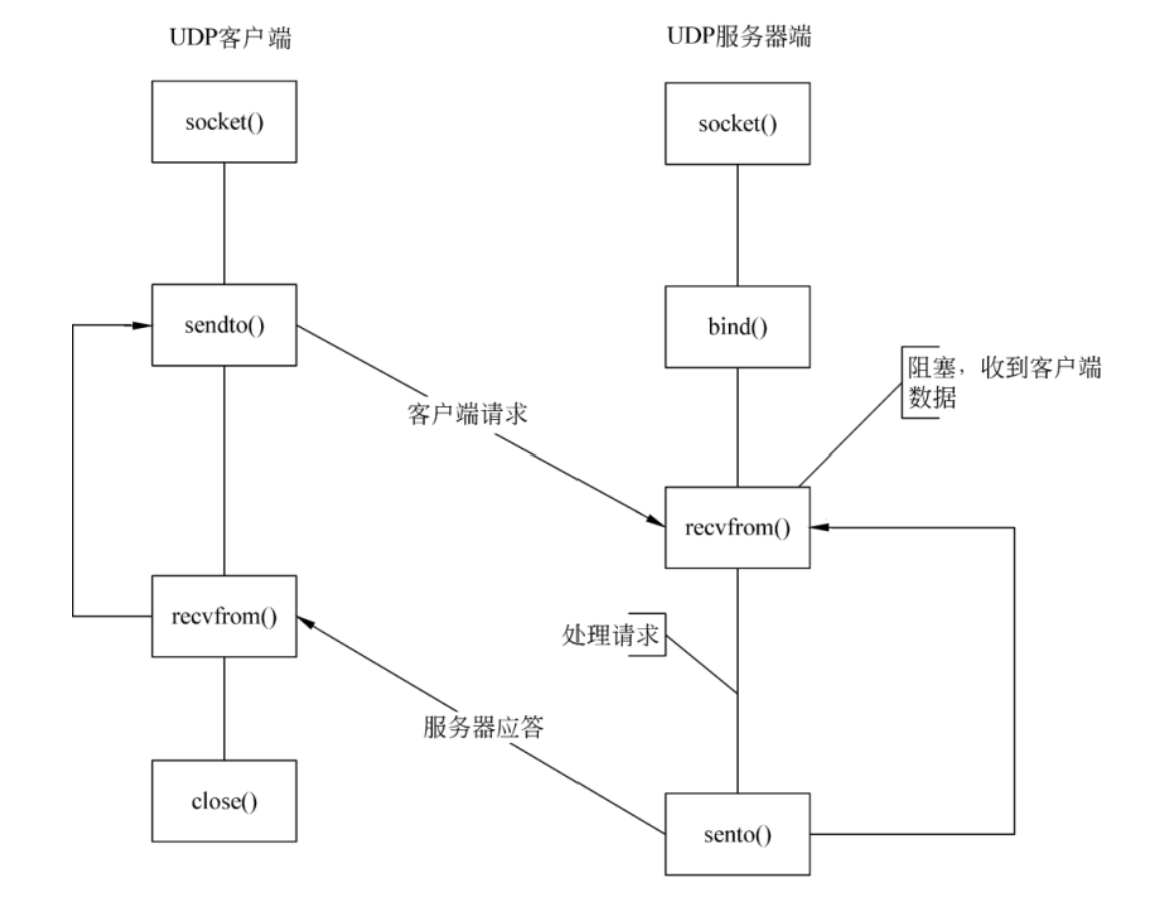 UDP客户端
UDP服务器端
socket()
socket()
sendto()
bind()
阻塞，收到客户端
数据
客户端请求
recvfrom()
recvfrom()
处理请求
服务器应答
close()
sento()